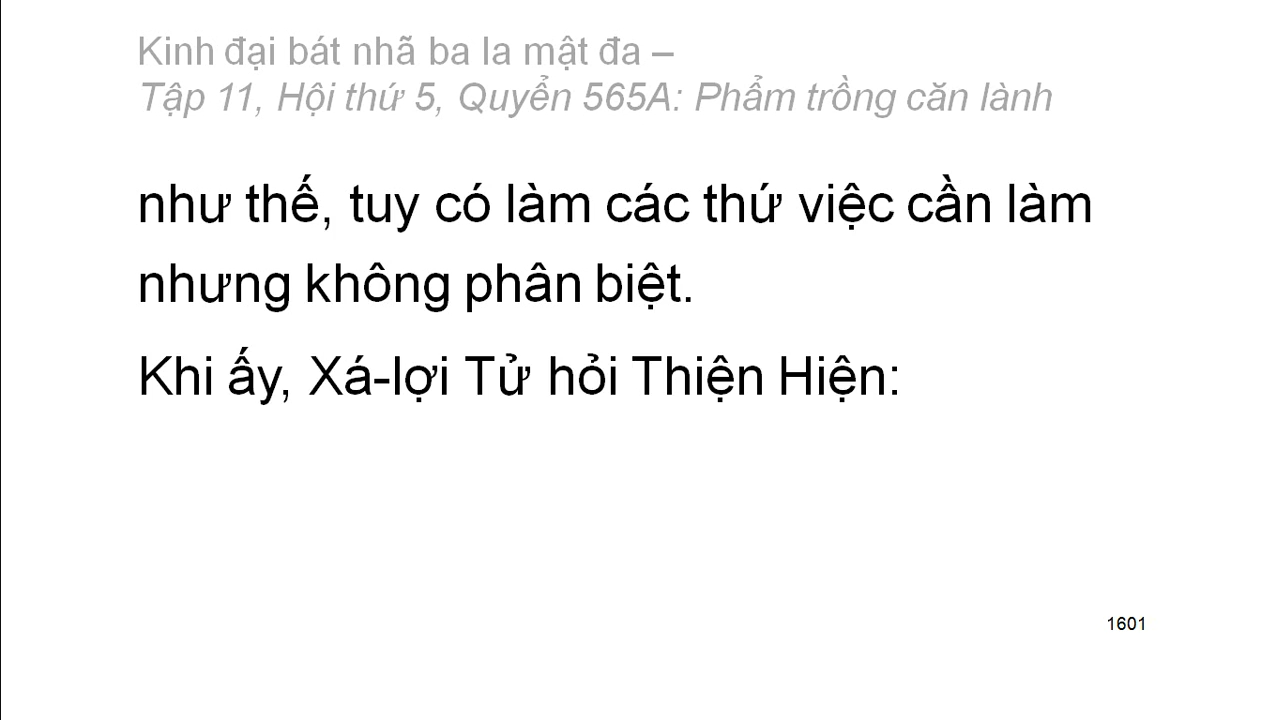 Kinh đại bát nhã ba la mật đa –
Tập 11, Hội thứ 5, Quyển 565A: Phẩm trồng căn lành
như thế, tuy có làm các thứ việc cần làm
nhưng không phân biệt.
Khi ấy, Xá-lợi Tử hỏi Thiện Hiện:
1601